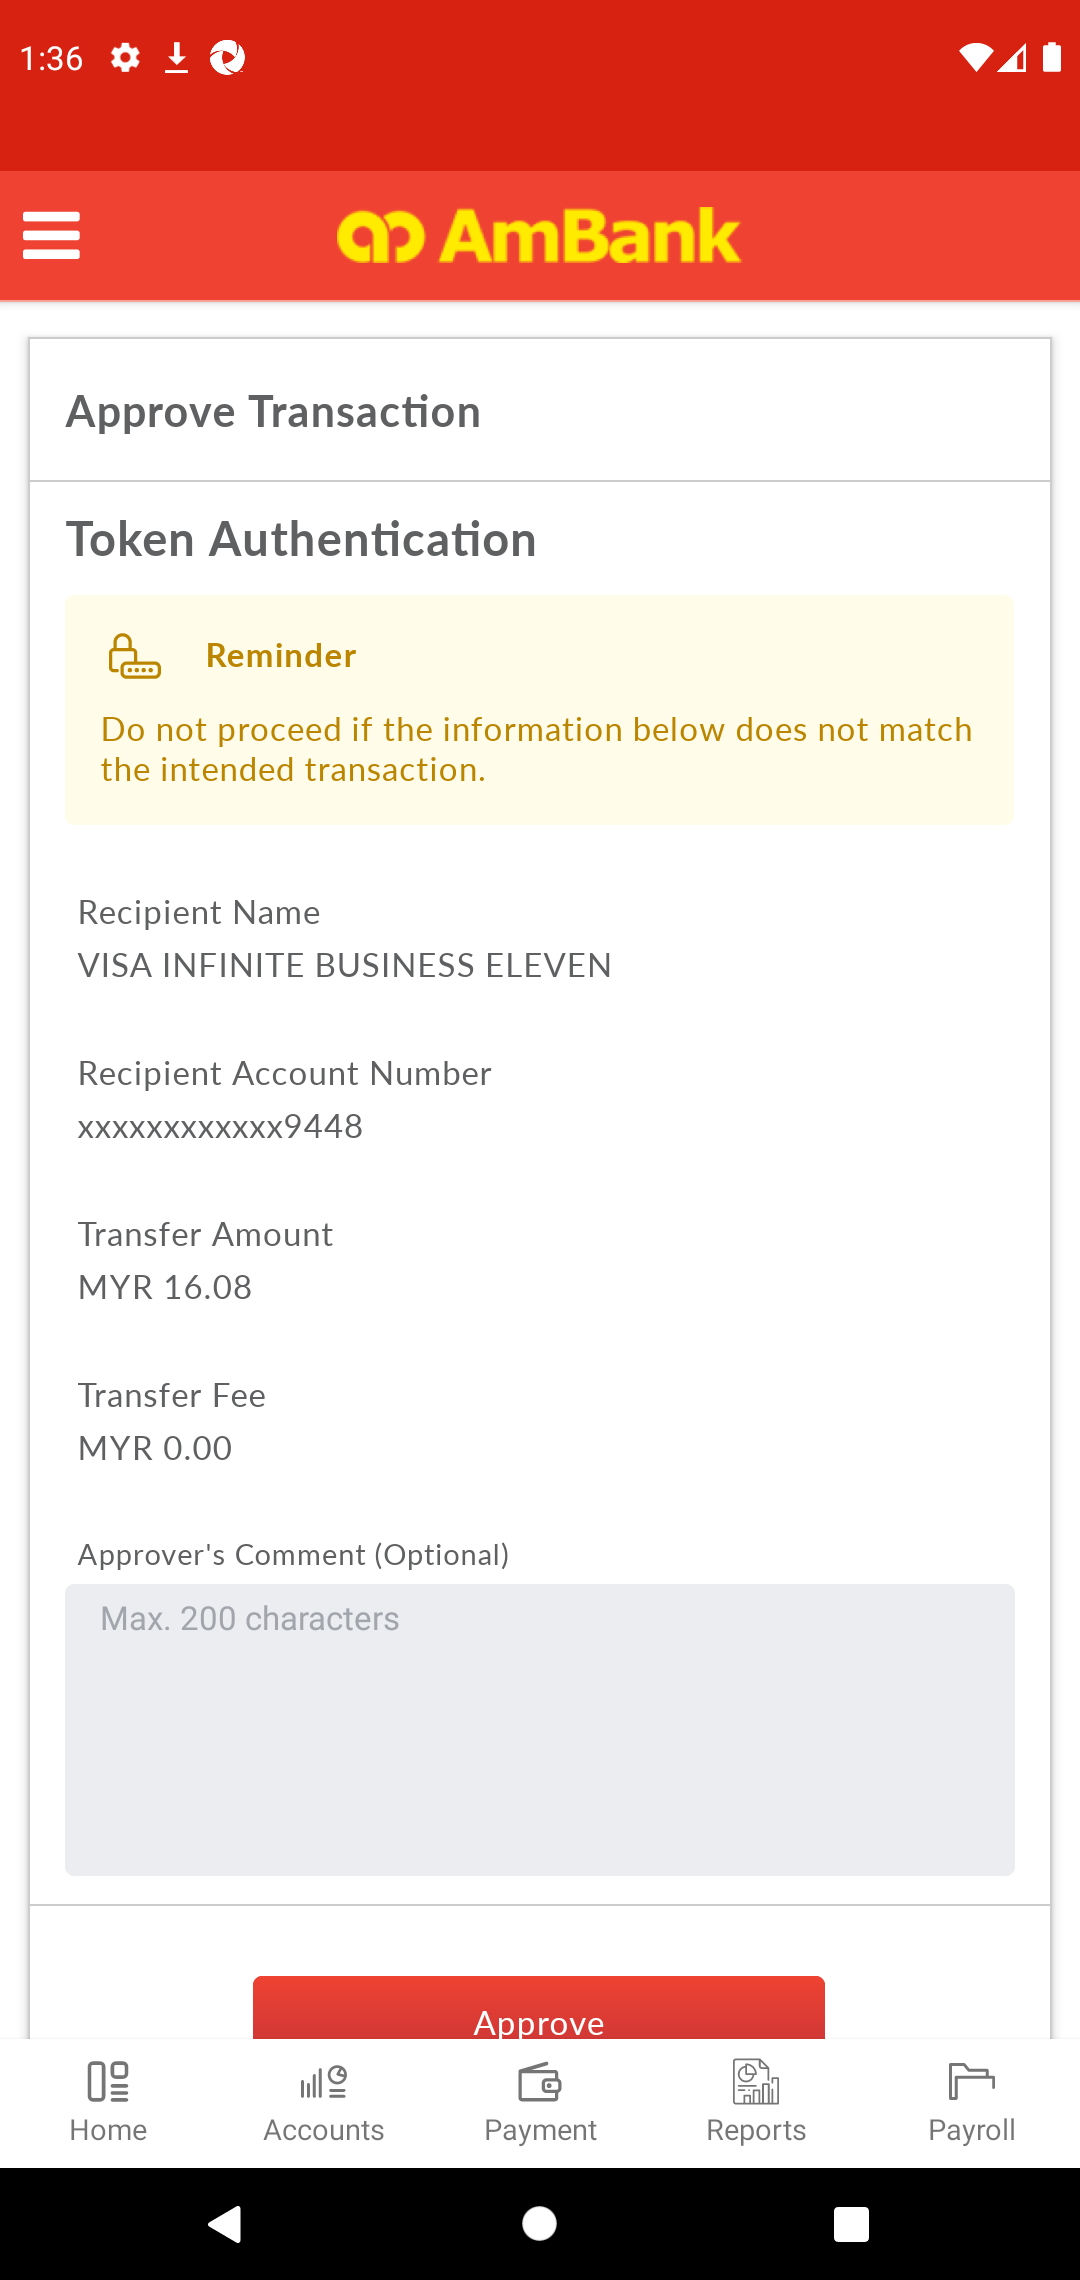 1:36
AmBank
Approve Transaction
Token Authentication
Reminder
Do not proceed if the information below does not match
the intended transaction.
Recipient Name
VISA INFINITE BUSINESS ELEVEN
Recipient Account Number
xxxxxxxxxxxx9448
Transfer Amount
MYR 16.08
Transfer Fee
MYR 0.00
Approver's Comment (Optional)
Max. 200 characters
Approve
Home Accounts Payment Reports Payroll